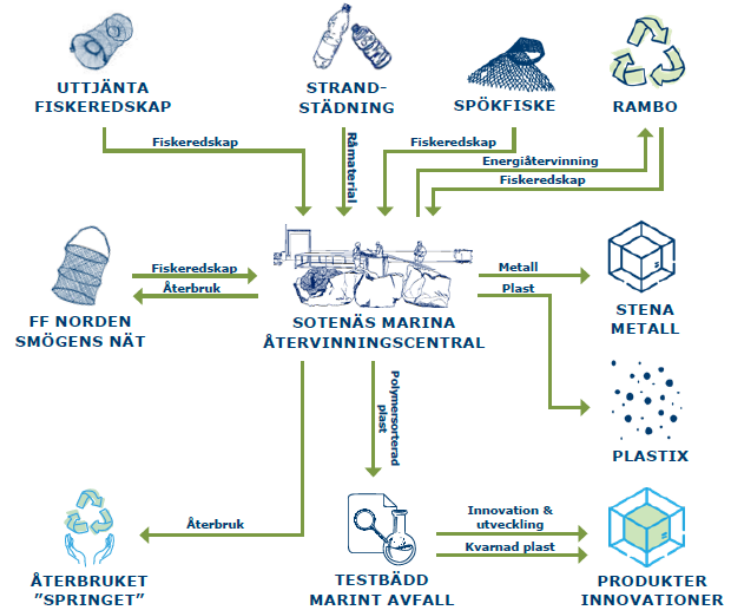 UTTJÄNTA
FISKEREDSKAP
STRAND-
STÄDNING
SPÖKFISKE
RAMBO
Fiskeredskap
Råmaterial
Fiskeredskap
Energiåtervinning
Fiskeredskap
FF NORDEN
SMÖGENS NÄT
Fiskeredskap
Återbruk
SOTENÄS MARINA
ÅTERVINNINGSCENTRAL
Metall
Plast
STENA
METALL
PLASTIX
Polymersorterad
plast
Återbruk
ÅTERBRUKET
”SPRINGET”
TESTBÄDD
MARINT AVFALL
Innovation &
utveckling
Kvarnad plast
PRODUKTER
INNOVATIONER